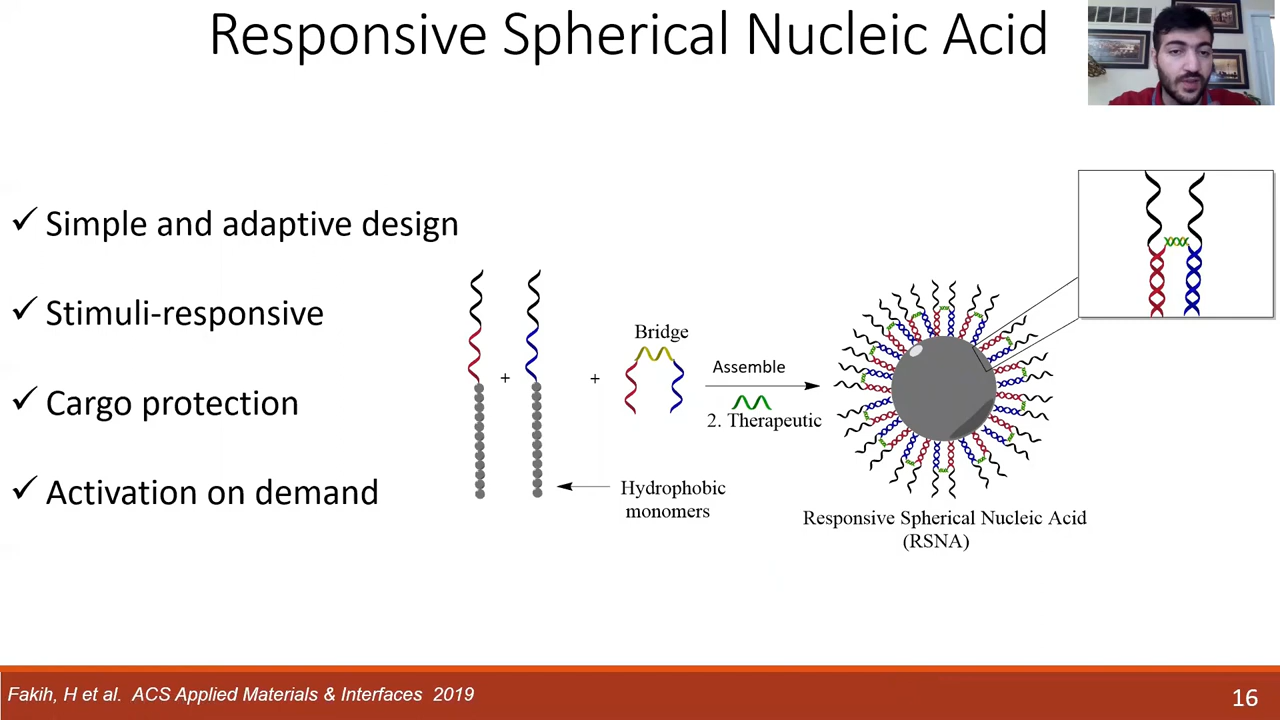 Responsive Spherical Nucleic Acid
✓ Simple and adaptive design
✓ Stimuli-responsive
✓ Cargo protection
✓ Activation on demand
+
+
Bridge
Assemble
2. Therapeutic
Hydrophobic
monomers
Responsive Spherical Nucleic Acid
(RSNA)
Fakih, H et al. ACS Applied Materials & Interfaces 2019
16